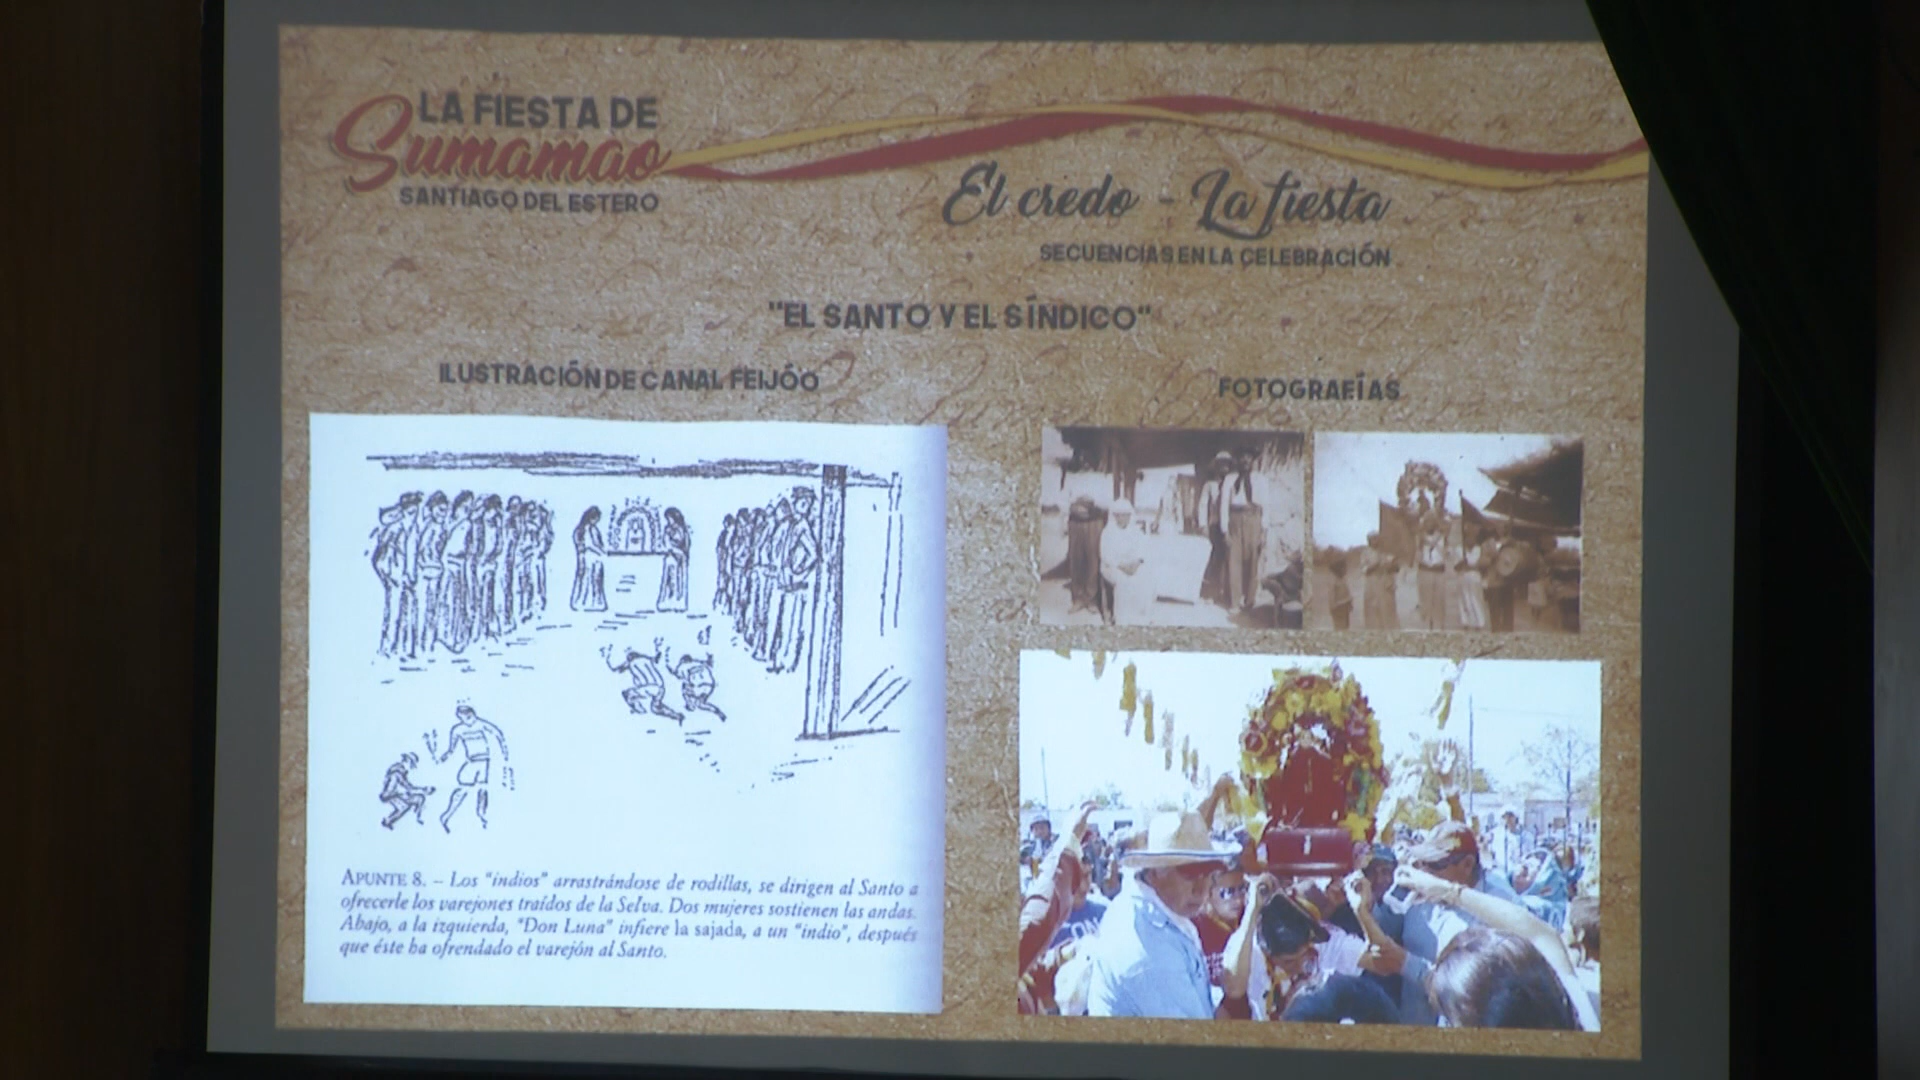 LA FIESTA DE
Sumamao
SANTIAGO DEL ESTERO
El credo - La fiesta
SECUENCIAS EN LA CELEBRACIÓN
"EL SANTO Y EL SÍNDICO"
ILUSTRACIÓN DE CANAL FEIJÓO
FOTOGRAFÍAS
APUNTE 8. – Los "indios" arrastrándose de rodillas, se dirigen al Santo a
ofrecerle los varejones traídos de la Selva. Dos mujeres sostienen las andas.
Abajo, a la izquierda, "Don Luna" infiere la sajada, a un "indio", después
que éste ha ofrendado el varejón al Santo.